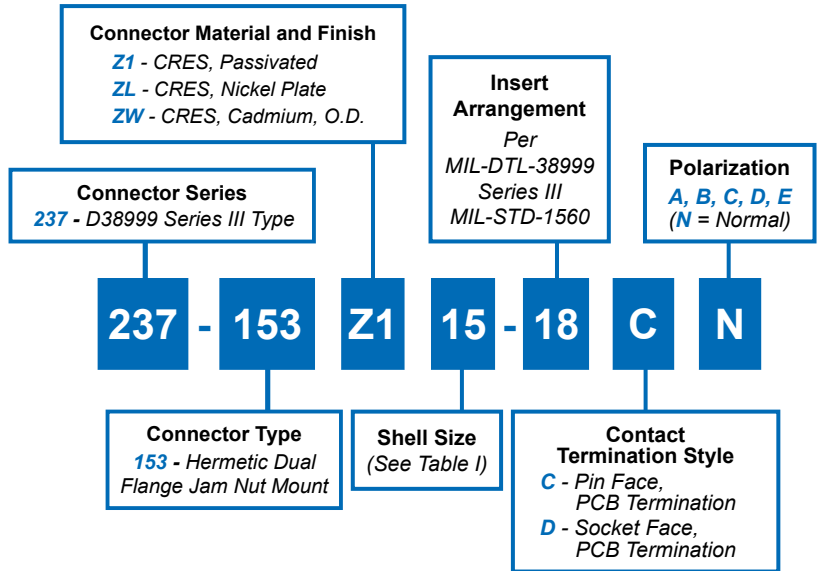 Connector Material and Finish
Z1 - CRES, Passivated
ZL - CRES, Nickel Plate
ZW - CRES, Cadmium, O.D.
Insert
Arrangement
Per
MIL-DTL-38999
Series III
MIL-STD-1560
Polarization
A, B, C, D, E
(N = Normal)
Connector Series
237 - D38999 Series III Type
237 - 153 Z1 15 - 18 C N
Connector Type
153 - Hermetic Dual
Flange Jam Nut Mount
Shell Size
(See Table I)
Contact
Termination Style
C - Pin Face,
PCB Termination
D - Socket Face,
PCB Termination